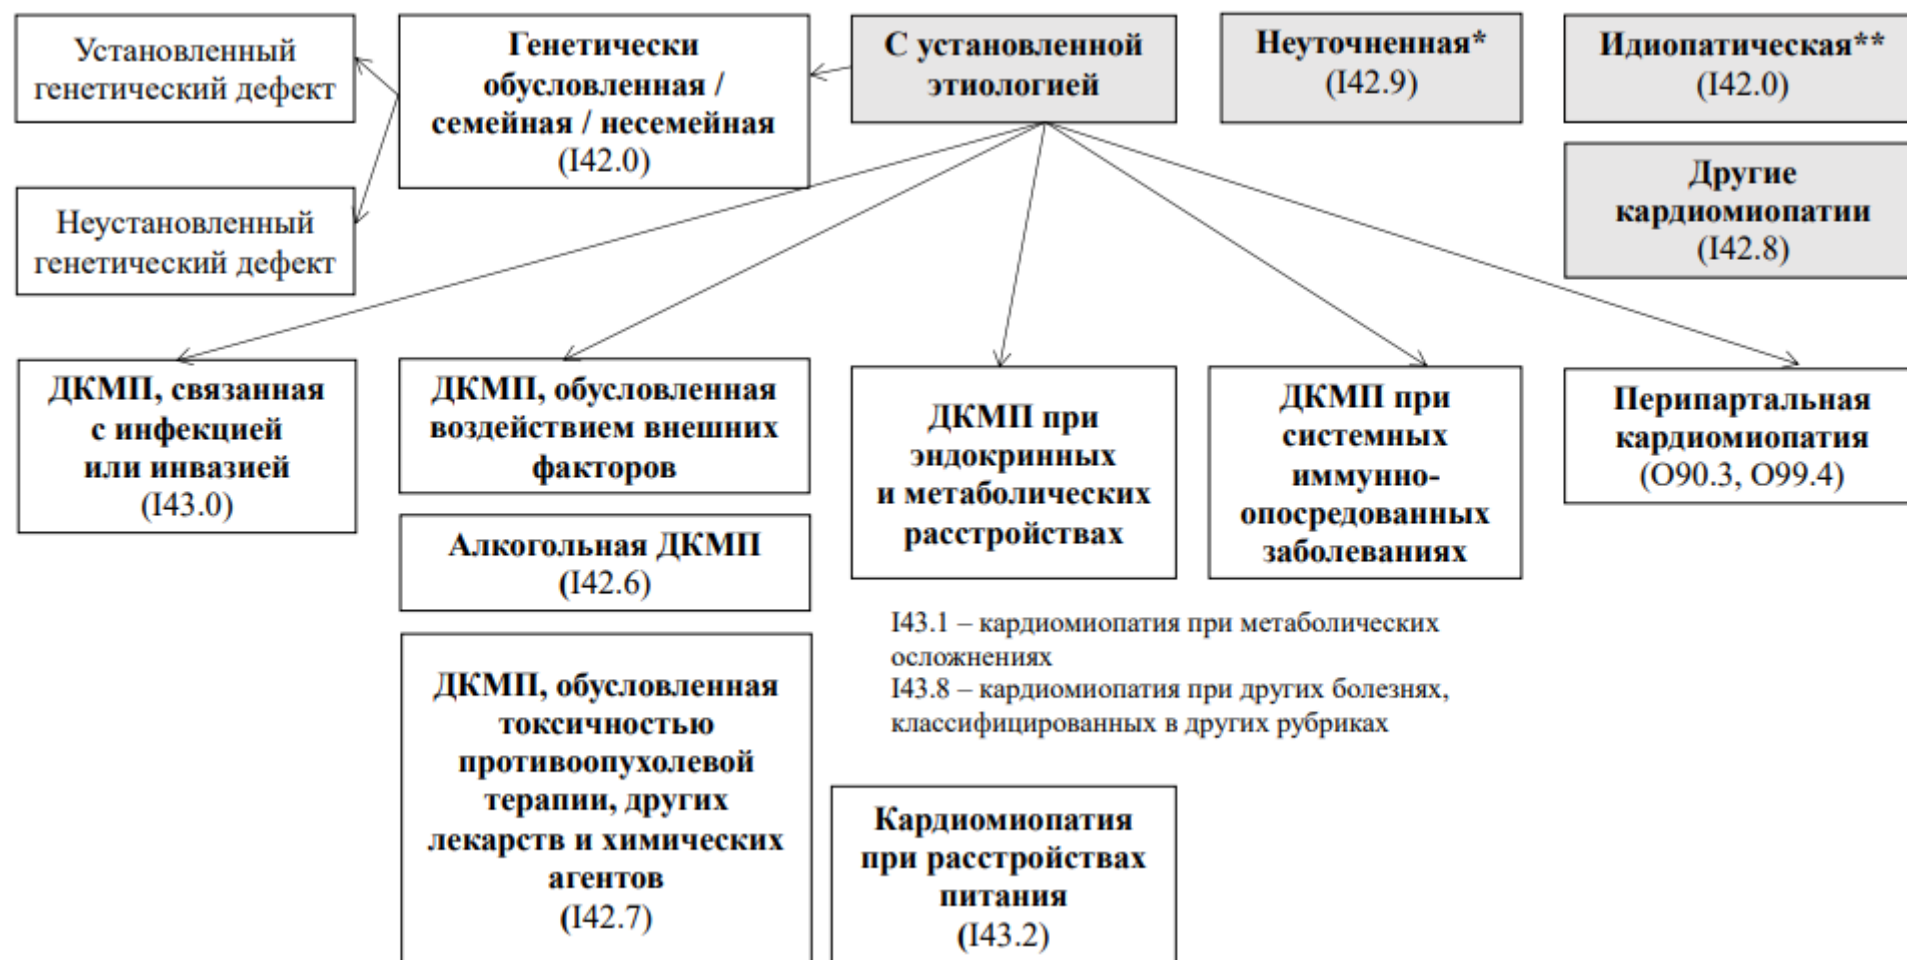 Установленный
генетический дефект
Генетически
обусловленная /
семейная / несемейная
(I42.0)
С установленной
этиологией
Неуточненная*
(I42.9)
Идиопатическая**
(I42.0)
Неустановленный
генетический дефект
Другие
кардиомиопатии
(I42.8)
ДКМП, связанная
с инфекцией
или инвазией
(I43.0)
ДКМП, обусловленная
воздействием внешних
факторов
Алкогольная ДКМП
(I42.6)
ДКМП, обусловленная
токсичностью
противоопухолевой
терапии, других
лекарств и химических
агентов
(I42.7)
ДКМП при
эндокринных
и метаболических
расстройствах
ДКМП при
системных
иммунно-
опосредованных
заболеваниях
Перипартальная
кардиомиопатия
(O90.3, O99.4)
I43.1 – кардиомиопатия при метаболических
осложнениях
I43.8 – кардиомиопатия при других болезнях,
классифицированных в других рубриках
Кардиомиопатия
при расстройствах
питания
(I43.2)